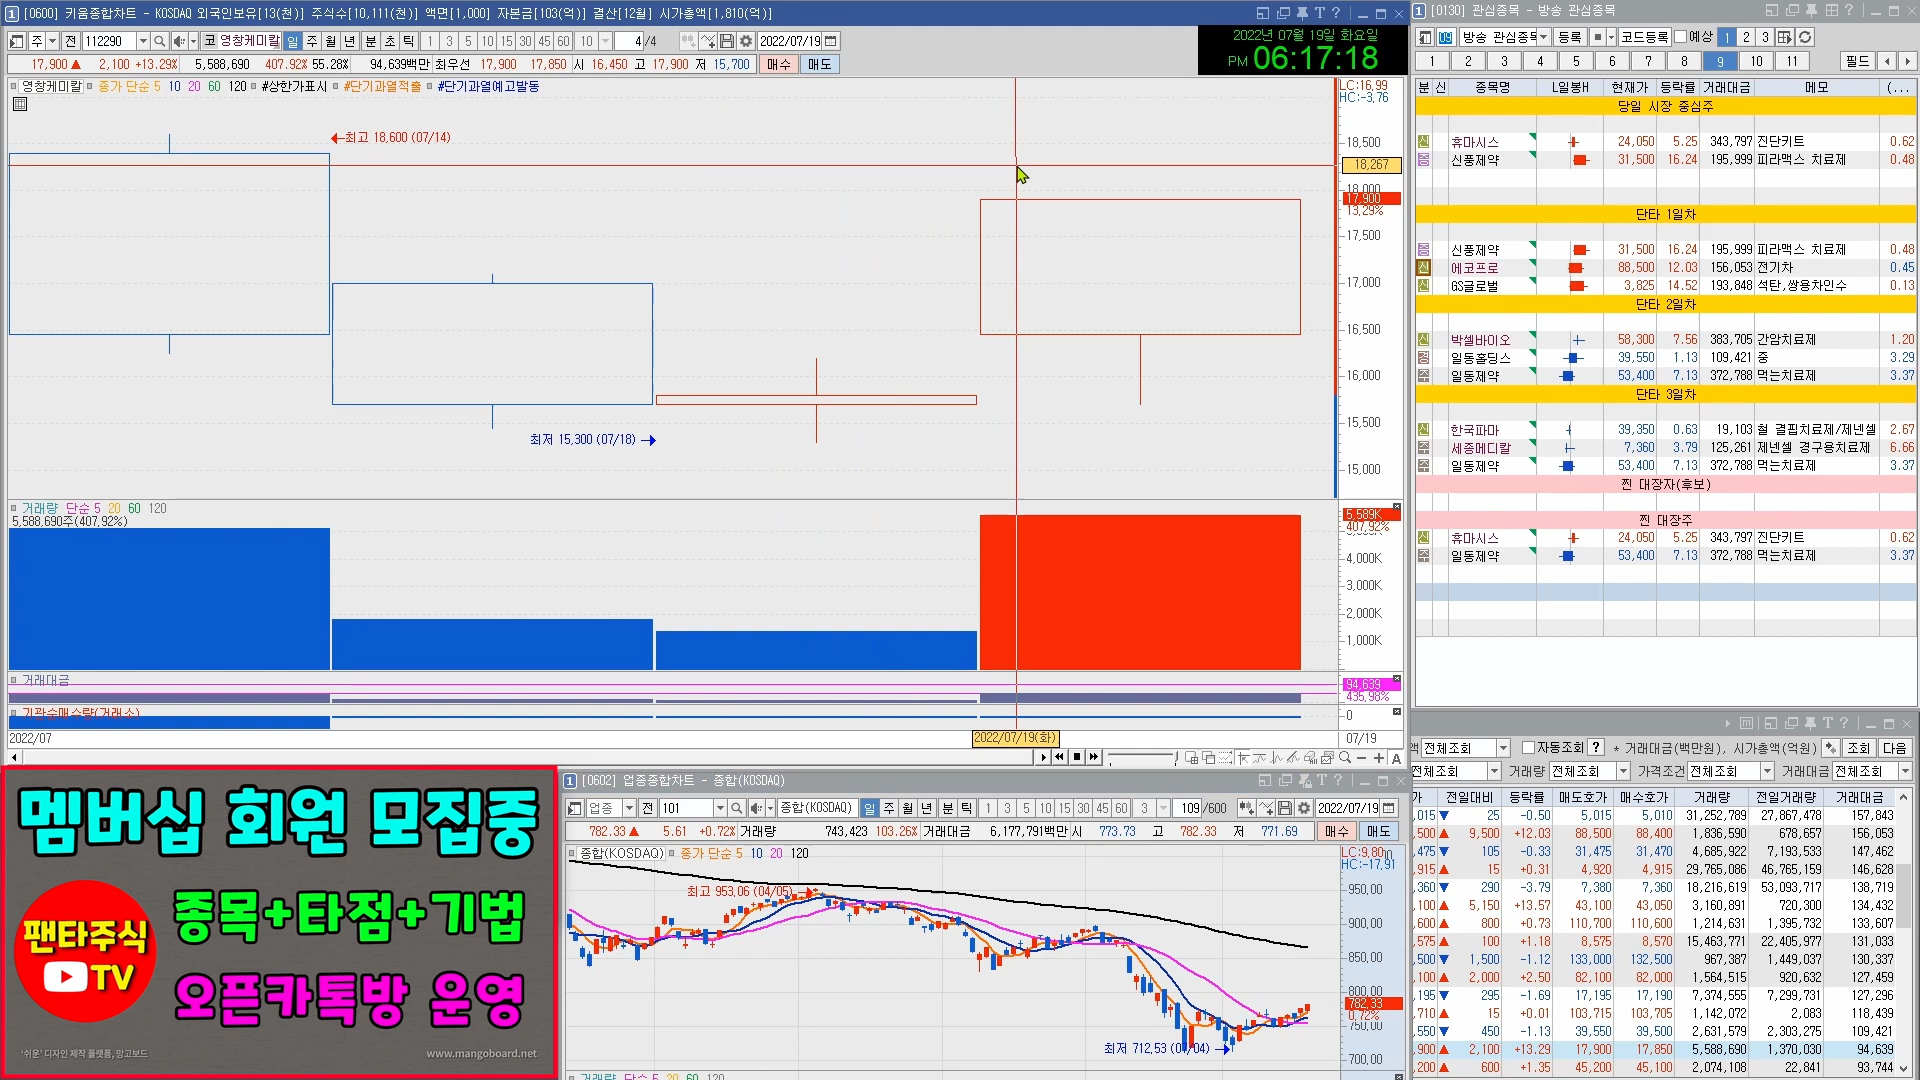 [0600] 키움종합차트 - KOSDAQ 외국인보유[13(천)] 주식수[10,111(천)] 액면[1,000] 자본금[103(억)] 결산[12월] 시가총액[1,810(억)]
주 전 112290 코 영창케미칼 일 주 월 년 분 초 틱 1 3 5 10 15 30 45 60 10 4 /4 2022/07/19
17,900 ▲ 2,100 +13.29% 5,588,690 407.92% 55.28% 94,639백만 최우선 17,900 17,850 시 16,450 고 17,900 저 15,700 매수 매도
2022년 07월 19일 화요일
PM 06:17:18
영창케미칼 종가 단순 5 10 20 60 120 #상한가표시 #단기과열적출 #단기과열예고발동
LC:16.99
HC:-3.76
최고 18,600 (07/14)
18,500
18,267
18,000
17,900
13.29%
17,500
17,000
16,500
16,000
15,500
15,000
최저 15,300 (07/18)
거래량 단순 5 20 60 120
5,588,690주(407.92%)
5,589K
407.92%
4,000K
3,000K
2,000K
1,000K
거래대금
94,639
435.98%
기관순매수량(거래소)
0
2022/07
2022/07/19(화)
07/19
멤버십 회원 모집중
팬타주식
TV
종목+타점+기법
오픈카톡방 운영
'쉬운' 디자인 제작 플랫폼, 망고보드
www.mangoboard.net
[0602] 업종종합차트 - 종합(KOSDAQ)
업종 전 101 종합(KOSDAQ) 일 주 월 년 분 틱 1 3 5 10 15 30 45 60 3 109 /600 2022/07/19
782.33 ▲ 5.61 +0.72% 거래량 743,423 103.26% 거래대금 6,177,791백만 시 773.73 고 782.33 저 771.69 매수 매도
종합(KOSDAQ) 종가 단순 5 10 20 120
HC:-17.91
최고 953.06 (04/05)
950.00
900.00
850.00
800.00
782.33
0.72%
750.00
700.00
최저 712.53 (07/04)
거래량 단순 5 20 60 120
[0130] 관심종목 - 방송 관심종목
09 방송 관심종목 등록 코드등록 예상 1 2 3
1 2 3 4 5 6 7 8 9 10 11 필드
분 신 종목명 L일봉H 현재가 등락률 거래대금 메모 (...
당일 시장 중심주
신 휴마시스 24,050 5.25 343,797 진단키트 0.62
증 신풍제약 31,500 16.24 195,999 피라맥스 치료제 0.48
단타 1일차
증 신풍제약 31,500 16.24 195,999 피라맥스 치료제 0.48
신 에코프로 88,500 12.03 156,053 전기차 0.45
신 GS글로벌 3,825 14.52 193,848 석탄,쌍용차인수 0.13
단타 2일차
신 박셀바이오 58,300 7.56 383,705 간암치료제 1.20
경 일동홀딩스 39,550 1.13 109,421 중 3.29
주 일동제약 53,400 7.13 372,788 먹는치료제 3.37
단타 3일차
신 한국파마 39,350 0.63 19,103 철 결핍치료제/제넨셀 2.67
주 세종메디칼 7,360 3.79 125,261 제넨셀 경구용치료제 6.66
주 일동제약 53,400 7.13 372,788 먹는치료제 3.37
찐 대장자(후보)
찐 대장주
신 휴마시스 24,050 5.25 343,797 진단키트 0.62
주 일동제약 53,400 7.13 372,788 먹는치료제 3.37
전체조회 자동조회 ? * 거래대금(백만원), 시가총액(억원) 조회 다음
전체조회 거래량 전체조회 가격조건 전체조회 거래대금 전체조회
가 전일대비 등락률 매도호가 매수호가 거래량 전일거래량 거래대금
,015 ▼ 25 -0.50 5,015 5,010 31,252,789 27,867,478 157,843
,500 ▲ 9,500 +12.03 88,500 88,400 1,836,590 678,657 156,053
,475 ▼ 105 -0.33 31,475 31,470 4,685,922 7,193,533 147,462
,915 ▲ 15 +0.31 4,920 4,915 29,765,086 46,765,159 146,628
,360 ▼ 290 -3.79 7,380 7,360 18,216,619 53,093,717 138,719
,100 ▲ 5,150 +13.57 43,100 43,050 3,160,891 720,300 134,432
,600 ▲ 800 +0.73 110,700 110,600 1,214,631 1,395,732 133,607
,575 ▲ 100 +1.18 8,575 8,570 15,463,771 22,405,977 131,033
,500 ▼ 1,500 -1.12 133,000 132,500 967,387 1,449,037 130,337
,100 ▲ 2,000 +2.50 82,100 82,000 1,564,515 920,632 127,459
,195 ▼ 295 -1.69 17,195 17,190 7,374,555 7,299,731 127,296
,710 ▲ 15 +0.01 103,715 103,705 1,142,072 2,083 118,439
,550 ▼ 450 -1.13 39,550 39,500 2,631,579 2,303,275 109,421
,900 ▲ 2,100 +13.29 17,900 17,850 5,588,690 1,370,030 94,639
,200 ▲ 600 +1.35 45,200 45,100 2,074,108 22,841 93,744